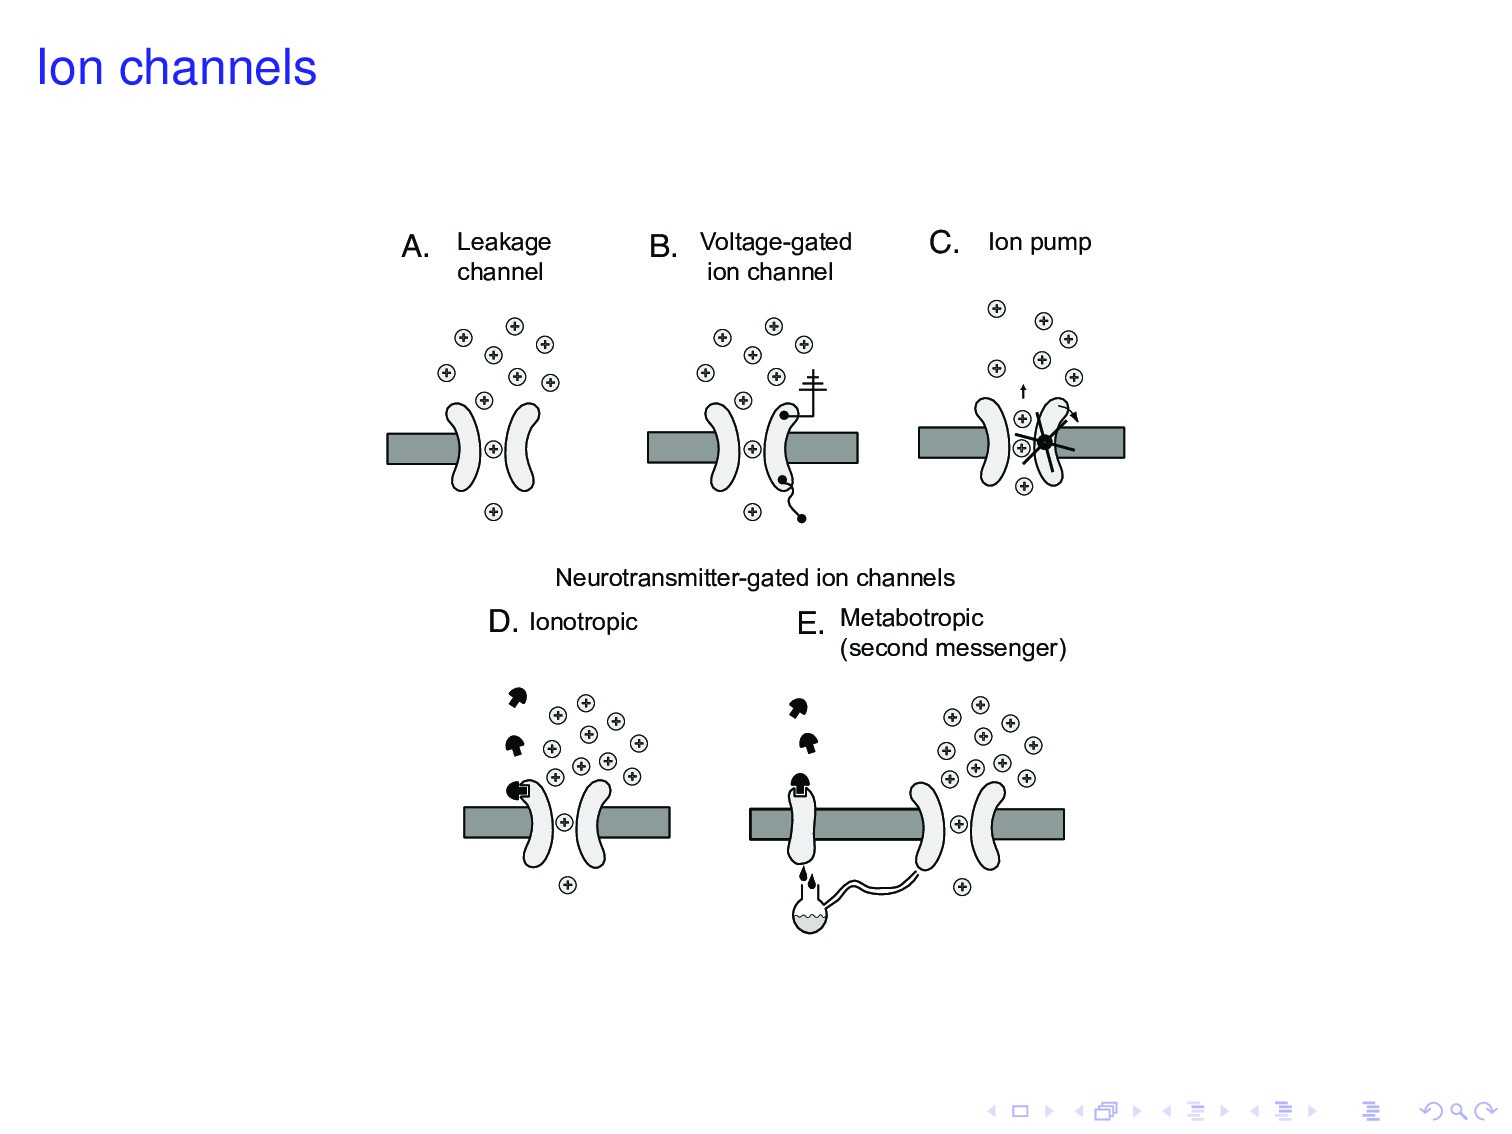 Ion channels
A. Leakage
channel
B. Voltage-gated
ion channel
C. Ion pump
Neurotransmitter-gated ion channels
D. Ionotropic
E. Metabotropic
(second messenger)